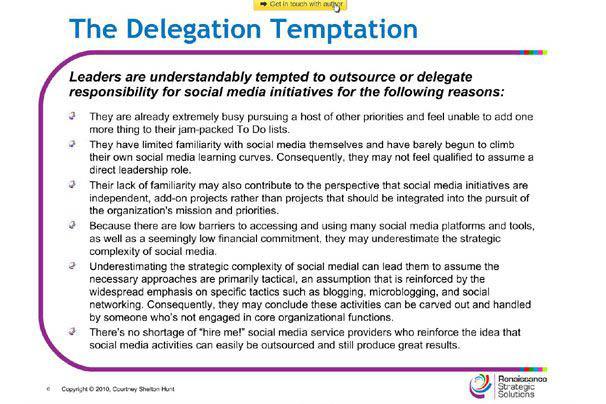 Get in touch with author
The Delegation Temptation
Leaders are understandably tempted to outsource or delegate
responsibility for social media initiatives for the following reasons:
They are already extremely busy pursuing a host of other priorities and feel unable to add one
more thing to their jam-packed To Do lists.
They have limited familiarity with social media themselves and have barely begun to climb
their own social media learning curves. Consequently, they may not feel qualified to assume a
direct leadership role.
Their lack of familiarity may also contribute to the perspective that social media initiatives are
independent, add-on projects rather than projects that should be integrated into the pursuit of
the organization's mission and priorities.
Because there are low barriers to accessing and using many social media platforms and tools,
as well as a seemingly low financial commitment, they may underestimate the strategic
complexity of social media.
Underestimating the strategic complexity of social medial can lead them to assume the
necessary approaches are primarily tactical, an assumption that is reinforced by the
widespread emphasis on specific tactics such as blogging, microblogging, and social
networking. Consequently, they may conclude these activities can be carved out and handled
by someone who's not engaged in core organizational functions.
There's no shortage of "hire me!" social media service providers who reinforce the idea that
social media activities can easily be outsourced and still produce great results.
6 Copyright © 2010, Courtney Shelton Hunt
Renaissance
Strategic
Solutions